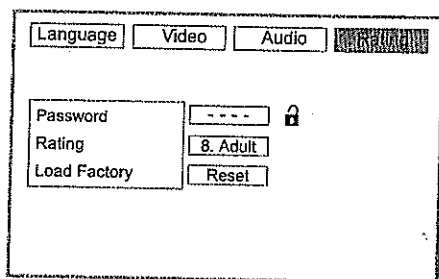 Language Video Audio Rating
Password - - - -
Rating 8. Adult
Load Factory Reset